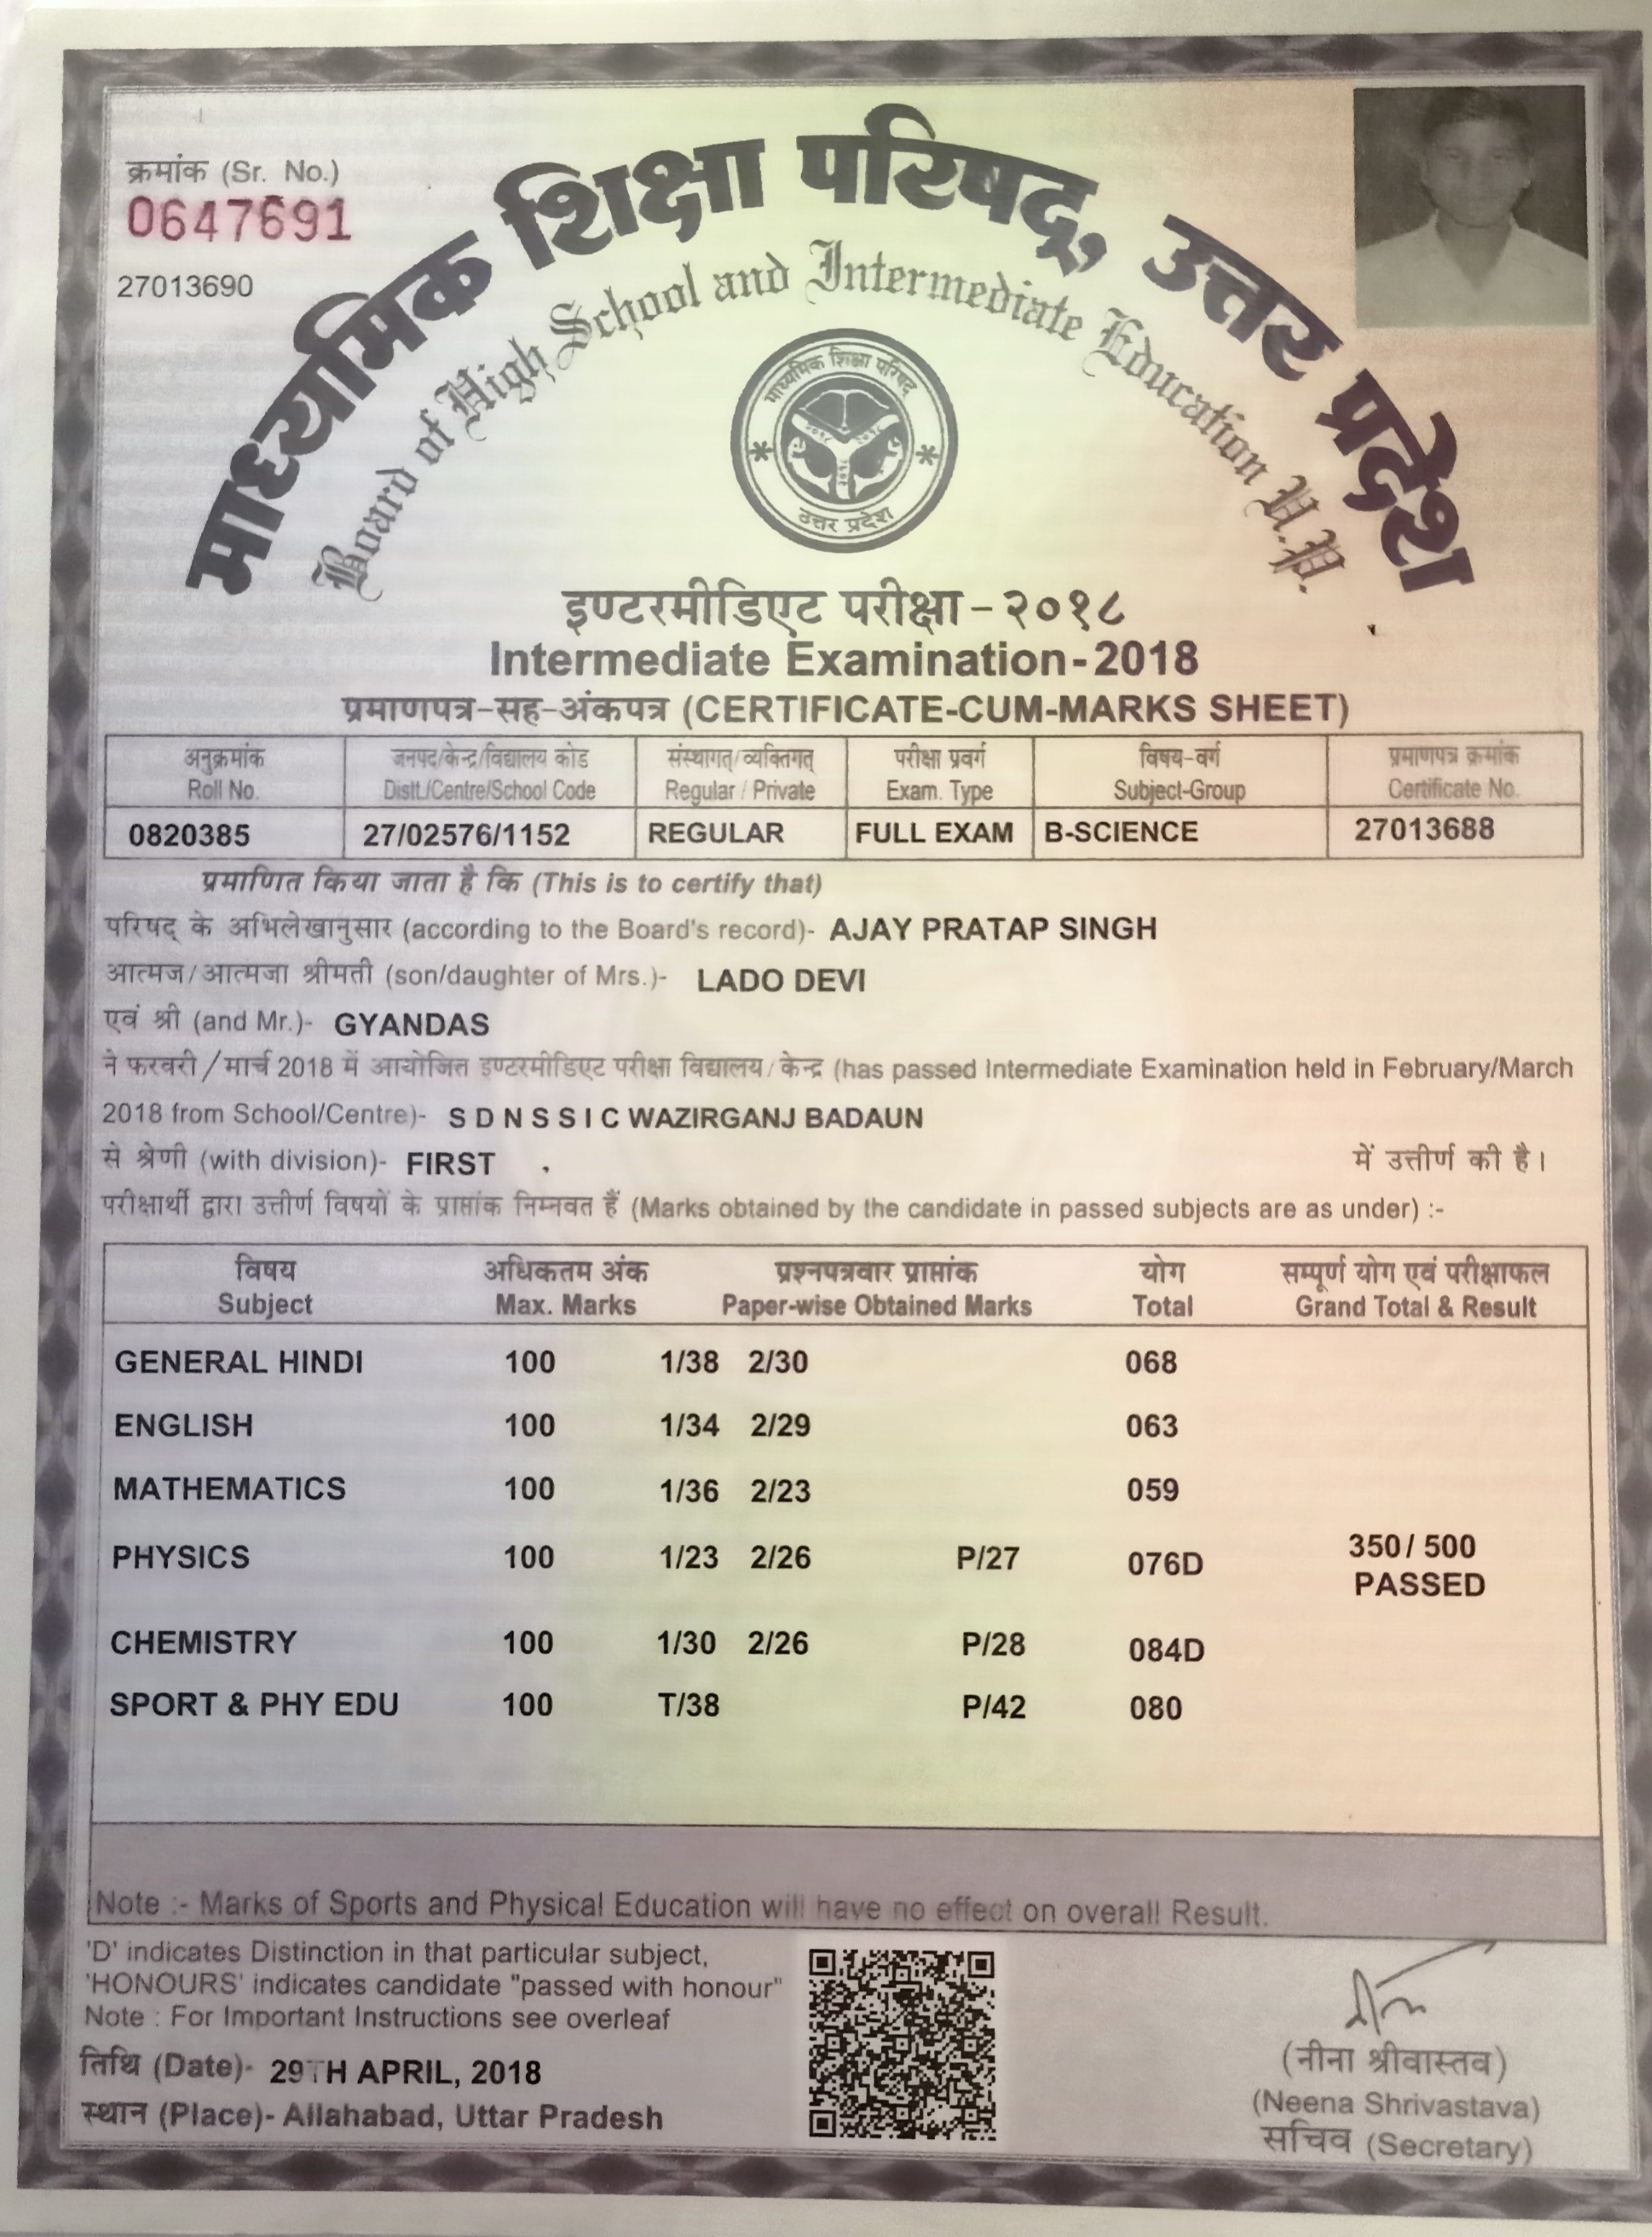 क्रमांक (Sr. No.)
0647691
27013690
माध्यमिक शिक्षा परिषद्, उत्तर प्रदेश
Board of High School and Intermediate Education U.P.
माध्यमिक शिक्षा परिषद्
उत्तर प्रदेश
इण्टरमीडिएट परीक्षा-२०१८
Intermediate Examination-2018
प्रमाणपत्र-सह-अंकपत्र (CERTIFICATE-CUM-MARKS SHEET)
अनुक्रमांक जनपद/केन्द्र/विद्यालय कोड संस्थागत्/व्यक्तिगत् परीक्षा प्रवर्ग विषय-वर्ग प्रमाणपत्र क्रमांक
Roll No. Distt./Centre/School Code Regular / Private Exam. Type Subject-Group Certificate No.
0820385 27/02576/1152 REGULAR FULL EXAM B-SCIENCE 27013688
प्रमाणित किया जाता है कि (This is to certify that)
परिषद् के अभिलेखानुसार (according to the Board's record)- AJAY PRATAP SINGH
आत्मज/आत्मजा श्रीमती (son/daughter of Mrs.)- LADO DEVI
एवं श्री (and Mr.)- GYANDAS
ने फरवरी/मार्च 2018 में आयोजित इण्टरमीडिएट परीक्षा विद्यालय/केन्द्र (has passed Intermediate Examination held in February/March
2018 from School/Centre)- S D N S S I C WAZIRGANJ BADAUN
से श्रेणी (with division)- FIRST में उत्तीर्ण की है।
परीक्षार्थी द्वारा उत्तीर्ण विषयों के प्राप्तांक निम्नवत हैं (Marks obtained by the candidate in passed subjects are as under) :-
विषय अधिकतम अंक प्रश्नपत्रवार प्राप्तांक योग सम्पूर्ण योग एवं परीक्षाफल
Subject Max. Marks Paper-wise Obtained Marks Total Grand Total & Result
GENERAL HINDI 100 1/38 2/30 068
ENGLISH 100 1/34 2/29 063
MATHEMATICS 100 1/36 2/23 059
PHYSICS 100 1/23 2/26 P/27 076D 350/ 500
PASSED
CHEMISTRY 100 1/30 2/26 P/28 084D
SPORT & PHY EDU 100 T/38 P/42 080
Note :- Marks of Sports and Physical Education will have no effect on overall Result.
'D' indicates Distinction in that particular subject,
'HONOURS' indicates candidate "passed with honour"
Note : For Important Instructions see overleaf
तिथि (Date)- 29TH APRIL, 2018
स्थान (Place)- Allahabad, Uttar Pradesh
(नीना श्रीवास्तव)
(Neena Shrivastava)
सचिव (Secretary)